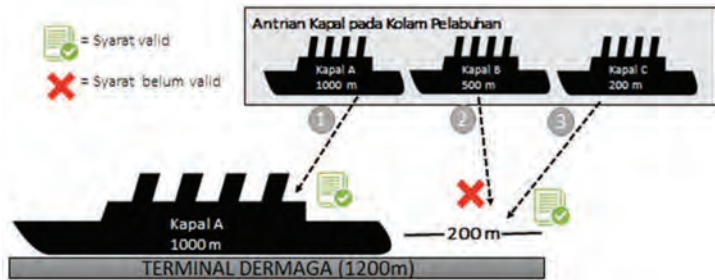 = Syarat valid
= Syarat belum valid
Antrian Kapal pada Kolam Pelabuhan
Kapal A
1000 m
Kapal B
500 m
Kapal C
200 m
1
2
3
Kapal A
1000 m
200 m
TERMINAL DERMAGA (1200m)